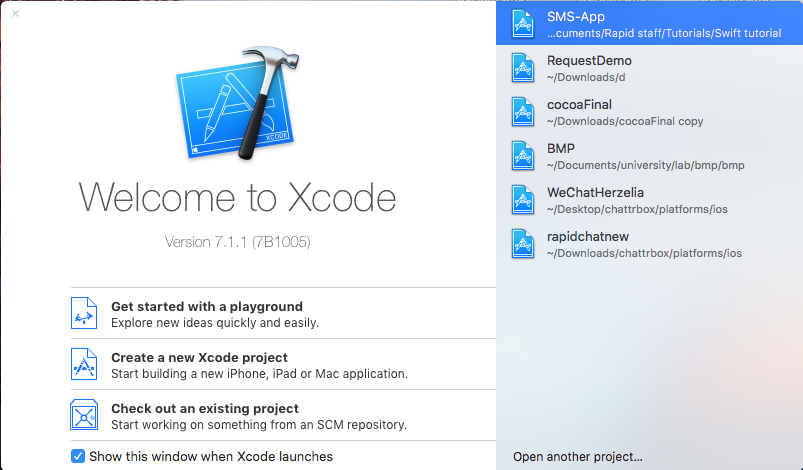 XCODE
Welcome to Xcode
Version 7.1.1 (7B1005)
Get started with a playground
Explore new ideas quickly and easily.
Create a new Xcode project
Start building a new iPhone, iPad or Mac application.
Check out an existing project
Start working on something from an SCM repository.
Show this window when Xcode launches
SMS-App
...cuments/Rapid staff/Tutorials/Swift tutorial
RequestDemo
~/Downloads/d
cocoaFinal
~/Downloads/cocoaFinal copy
BMP
~/Documents/university/lab/bmp/bmp
WeChatHerzelia
~/Desktop/chattrbox/platforms/ios
rapidchatnew
~/Downloads/chattrbox/platforms/ios
Open another project...